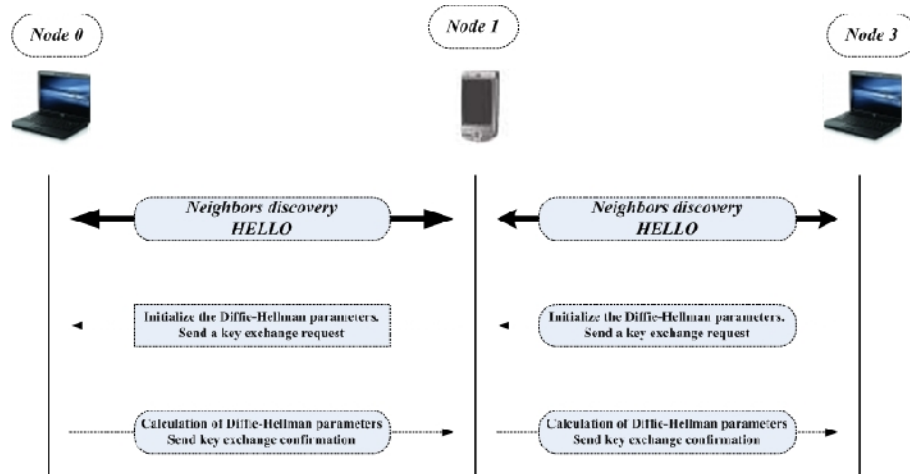 Node 0
Node 1
Node 3
Neighbors discovery
HELLO
Neighbors discovery
HELLO
Initialize the Diffie-Hellman parameters.
Send a key exchange request
Initialize the Diffie-Hellman parameters.
Send a key exchange request
Calculation of Diffie-Hellman parameters
Send key exchange confirmation
Calculation of Diffie-Hellman parameters
Send key exchange confirmation